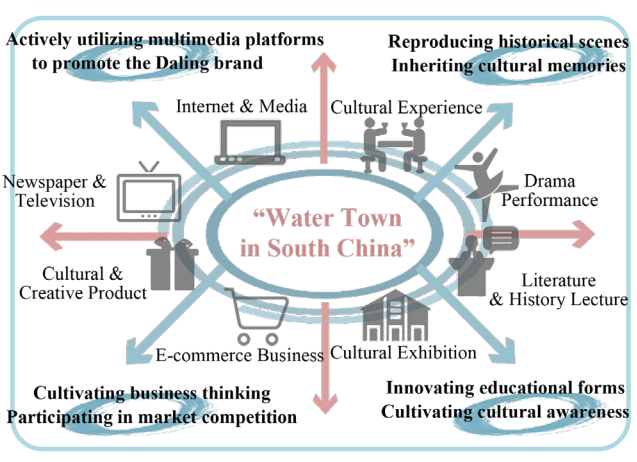 Actively utilizing multimedia platforms
to promote the Daling brand
Reproducing historical scenes
Inheriting cultural memories
Internet & Media
Cultural Experience
Newspaper &
Television
Drama
Performance
“Water Town
in South China”
Cultural &
Creative Product
Literature
& History Lecture
E-commerce Business
Cultural Exhibition
Cultivating business thinking
Participating in market competition
Innovating educational forms
Cultivating cultural awareness